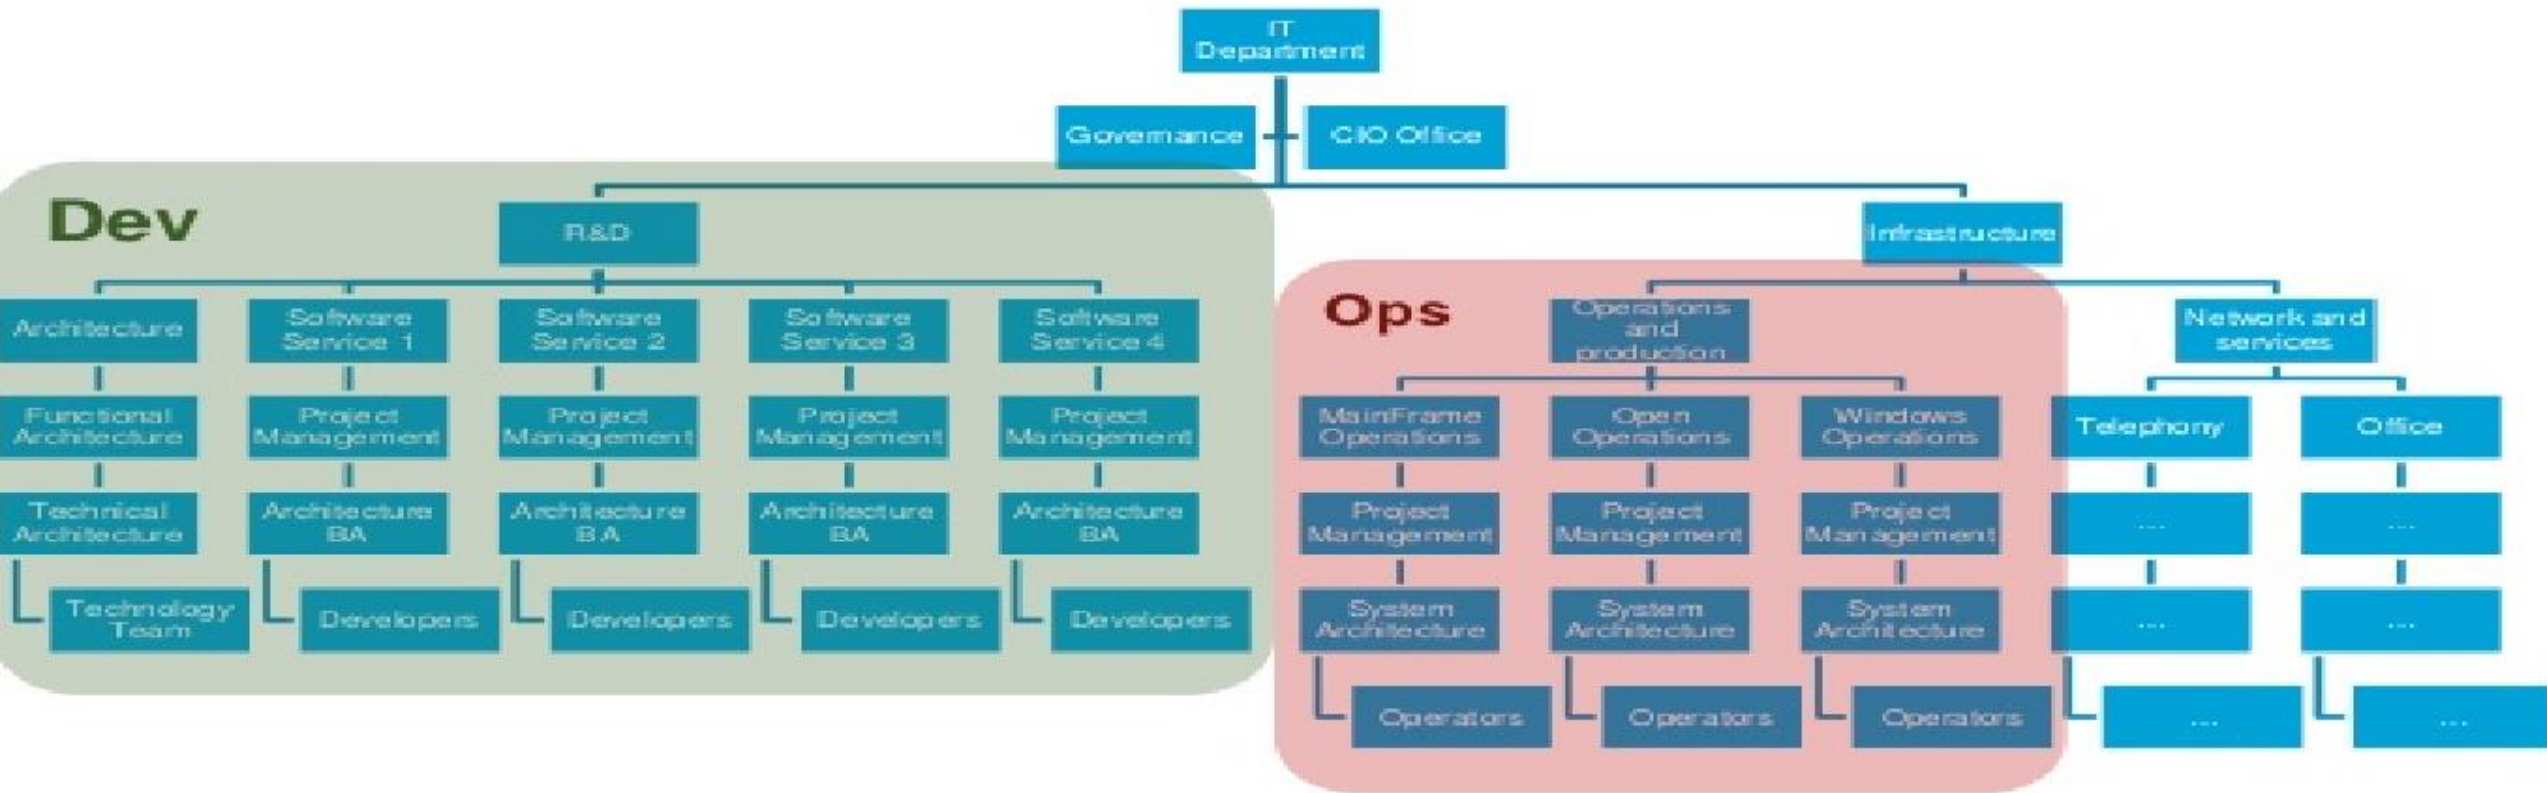 IT
Department
Governance
CIO Office
Dev
R&D
Infrastructure
Ops
Architecture
Software
Service 1
Software
Service 2
Software
Service 3
Software
Service 4
Operations
and
production
Network and
services
Functional
Architecture
Project
Management
Project
Management
Project
Management
Project
Management
MainFrame
Operations
Open
Operations
Windows
Operations
Telephony
Office
Technical
Architecture
Architecture
BA
Architecture
BA
Architecture
BA
Architecture
BA
Project
Management
Project
Management
Project
Management
...
...
Technology
Team
Developers
Developers
Developers
Developers
System
Architecture
System
Architecture
System
Architecture
...
...
Operators
Operators
Operators
...
...